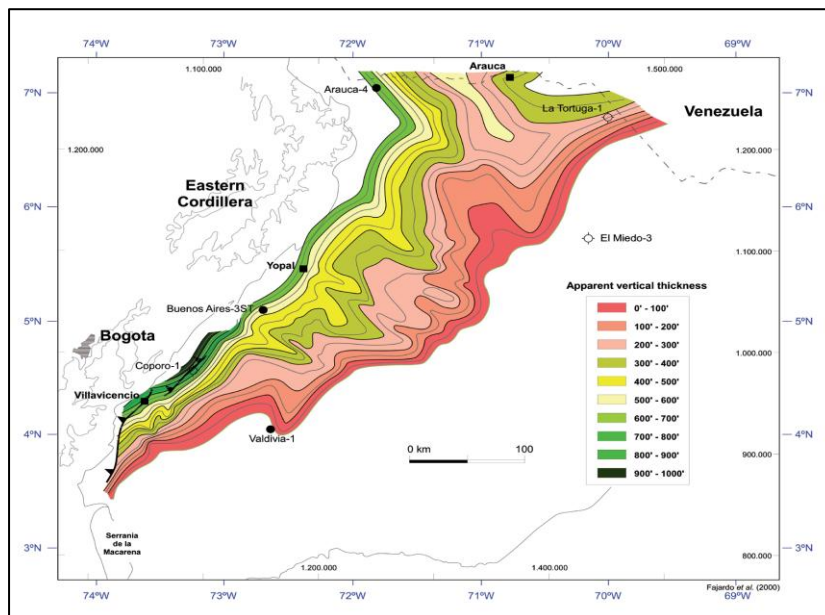 74ºW 73ºW 72ºW 71ºW 70ºW 69ºW
1.100.000 Arauca 1.500.000
7ºN Arauca-4 7ºN
La Tortuga-1
Venezuela
1.200.000 1.200.000
Eastern
Cordillera
6ºN 6ºN
El Miedo-3
1.100.000
Yopal
Apparent vertical thickness
0' - 100'
Buenos Aires-3ST
5ºN 100' - 200' 5ºN
Bogota
200' - 300'
1.000.000
Coporo-1
300' - 400'
400' - 500'
Villavicencio
500' - 600'
600' - 700'
4ºN 4ºN
Valdivia-1
700' - 800'
0 km 100
800' - 900' 900.000
900' - 1000'
3ºN 3ºN
Serrania
de la
Macarena
1.200.000 1.400.000 800.000
Fajardo et al. (2000)
74ºW 73ºW 72ºW 71ºW 70ºW 69ºW